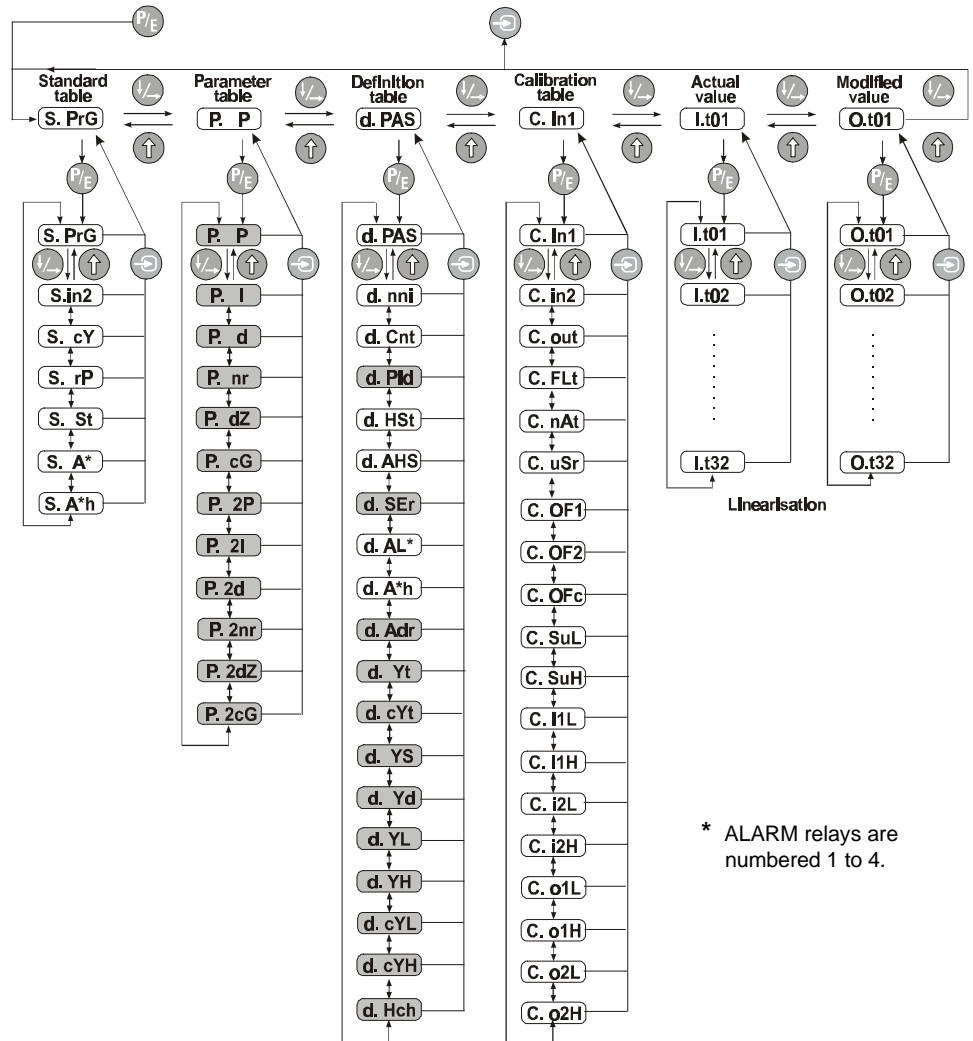 P/E
Standard table
Parameter table
Definition table
Calibration table
Actual value
Modified value
S. PrG
P. P
d. PAS
C. In1
I.t01
O.t01
P/E
P/E
P/E
P/E
P/E
P/E
S. PrG
S.in2
S. cY
S. rP
S. St
S. A*
S. A*h
P. P
P. I
P. d
P. nr
P. dZ
P. cG
P. 2P
P. 2I
P. 2d
P. 2nr
P. 2dZ
P. 2cG
d. PAS
d. nni
d. Cnt
d. PId
d. HSt
d. AHS
d. SEr
d. AL*
d. A*h
d. Adr
d. Yt
d. cYt
d. YS
d. Yd
d. YL
d. YH
d. cYL
d. cYH
d. Hch
C. In1
C. in2
C. out
C. FLt
C. nAt
C. uSr
C. OF1
C. OF2
C. OFc
C. SuL
C. SuH
C. I1L
C. I1H
C. i2L
C. i2H
C. o1L
C. o1H
C. o2L
C. o2H
I.t01
I.t02
I.t32
O.t01
O.t02
O.t32
Linearisation
* ALARM relays are
numbered 1 to 4.